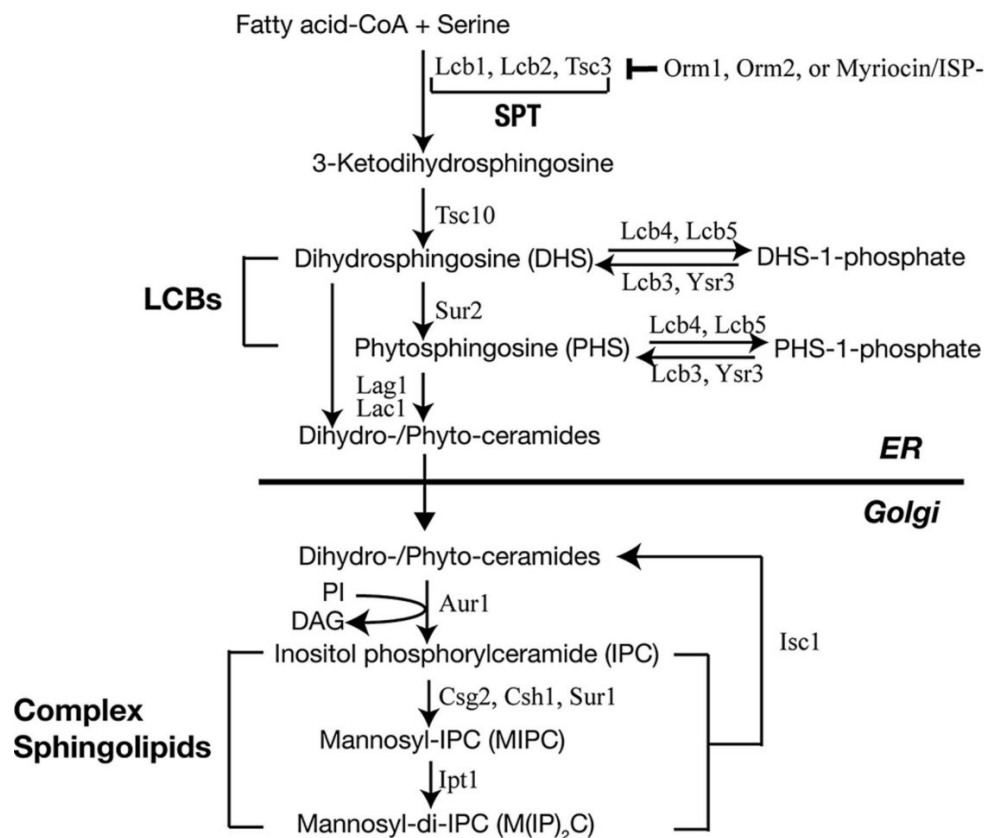 Fatty acid-CoA + Serine
Lcb1, Lcb2, Tsc3
Orm1, Orm2, or Myriocin/ISP-
SPT
3-Ketodihydrosphingosine
Tsc10
Lcb4, Lcb5
Dihydrosphingosine (DHS)
DHS-1-phosphate
Lcb3, Ysr3
LCBs
Sur2
Lcb4, Lcb5
Phytosphingosine (PHS)
PHS-1-phosphate
Lcb3, Ysr3
Lag1
Lac1
Dihydro-/Phyto-ceramides
ER
Golgi
Dihydro-/Phyto-ceramides
PI
Aur1
DAG
Isc1
Inositol phosphorylceramide (IPC)
Csg2, Csh1, Sur1
Complex
Sphingolipids
Mannosyl-IPC (MIPC)
Ipt1
Mannosyl-di-IPC (M(IP)₂C)